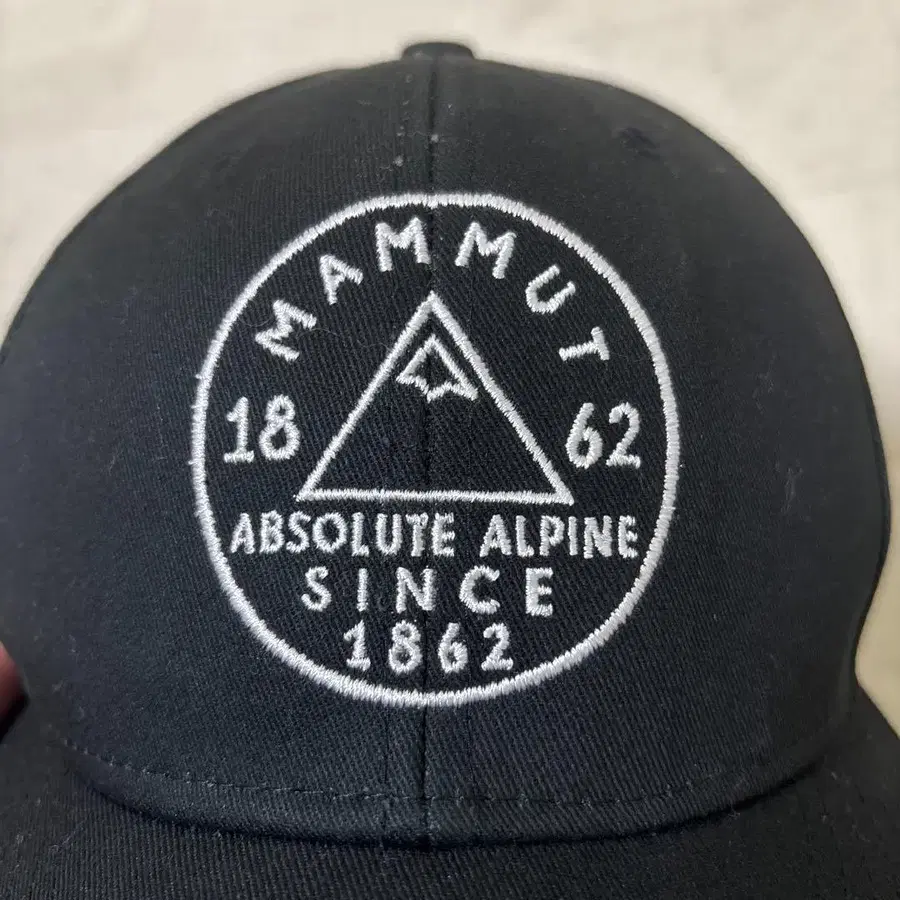 MAMMUT
18 62
ABSOLUTE ALPINE
SINCE
1862